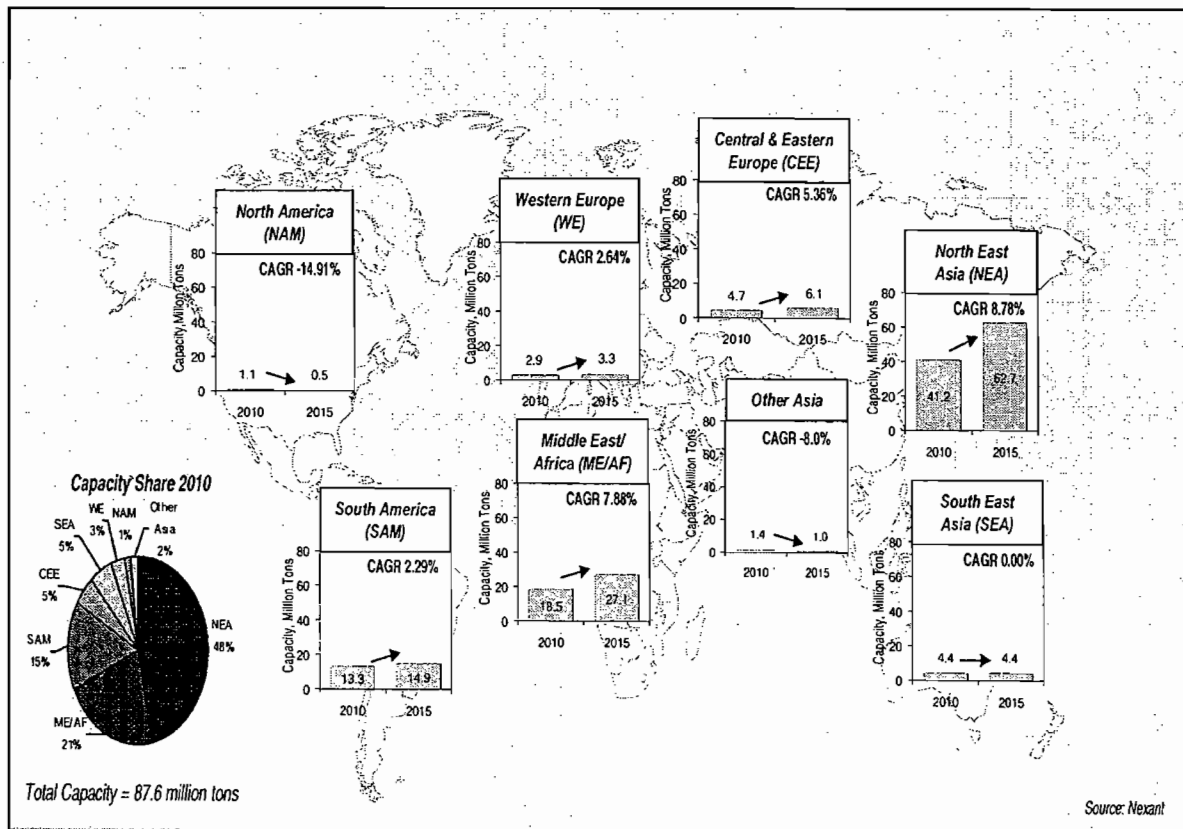 North America
(NAM)
Capacity, Million Tons
80
60
40
20
0
CAGR -14.91%
1.1
0.5
2010
2015
Western Europe
(WE)
Capacity, Million Tons
80
60
40
20
0
CAGR 2.64%
2.9
3.3
2010
2015
Central & Eastern
Europe (CEE)
Capacity, Million Tons
80
60
40
20
0
CAGR 5.36%
4.7
6.1
2010
2015
North East
Asia (NEA)
Capacity, Million Tons
80
60
40
20
0
CAGR 8.78%
41.2
62.7
2010
2015
Other Asia
Capacity, Million Tons
80
60
40
20
0
CAGR -8.0%
1.4
1.0
2010
2015
Middle East/
Africa (ME/AF)
Capacity, Million Tons
80
60
40
20
0
CAGR 7.88%
18.5
27.1
2010
2015
South America
(SAM)
Capacity, Million Tons
80
60
40
20
0
CAGR 2.29%
13.3
14.9
2010
2015
South East
Asia (SEA)
Capacity, Million Tons
80
60
40
20
0
CAGR 0.00%
4.4
4.4
2010
2015
Capacity Share 2010
Other
Asia
2%
NAM
1%
WE
3%
SEA
5%
CEE
5%
SAM
15%
ME/AF
21%
NEA
48%
Total Capacity = 87.6 million tons
Source: Nexant